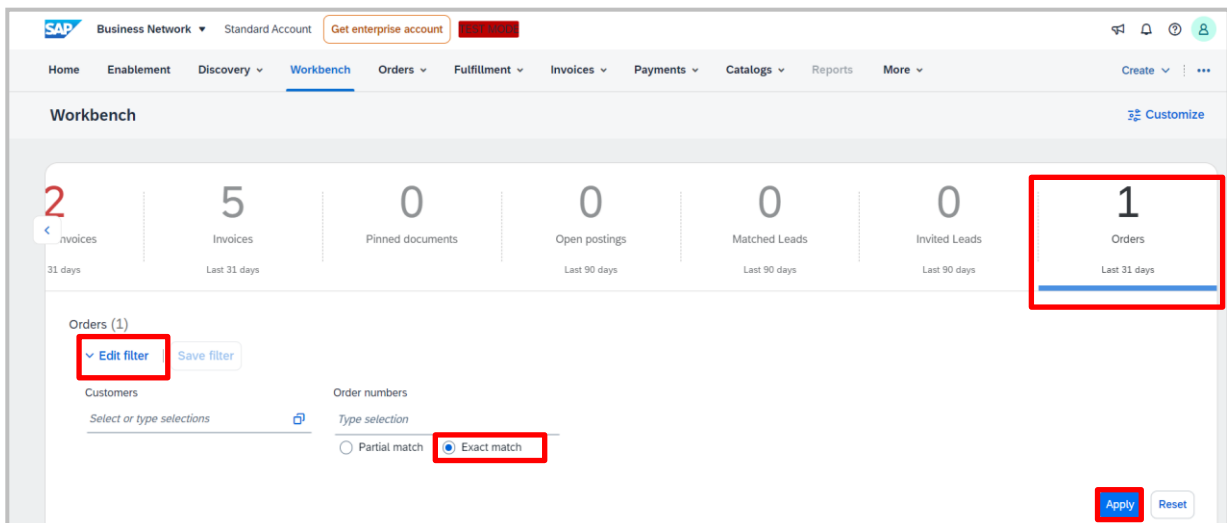 SAP Business Network Standard Account Get enterprise account TEST MODE
Home Enablement Discovery Workbench Orders Fulfillment Invoices Payments Catalogs Reports More Create
Workbench Customize
2 5 0 0 0 0 1
nvoices Invoices Pinned documents Open postings Matched Leads Invited Leads Orders
31 days Last 31 days Last 90 days Last 90 days Last 90 days Last 31 days
Orders (1)
Edit filter Save filter
Customers Order numbers
Select or type selections Type selection
Partial match Exact match
Apply Reset